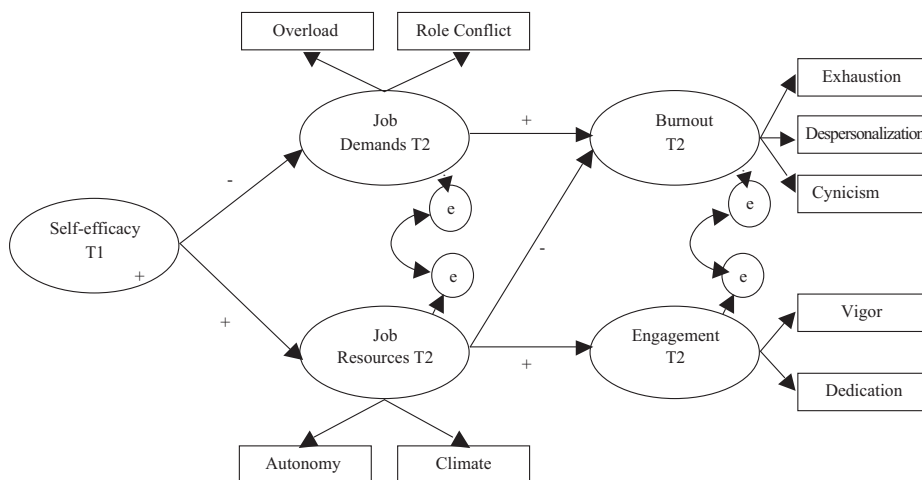 Overload
Role Conflict
Job
Demands T2
+
Burnout
T2
Exhaustion
Despersonalization
Cynicism
-
e
e
Self-efficacy
T1
+
-
e
e
+
Job
Resources T2
+
Engagement
T2
Vigor
Dedication
Autonomy
Climate